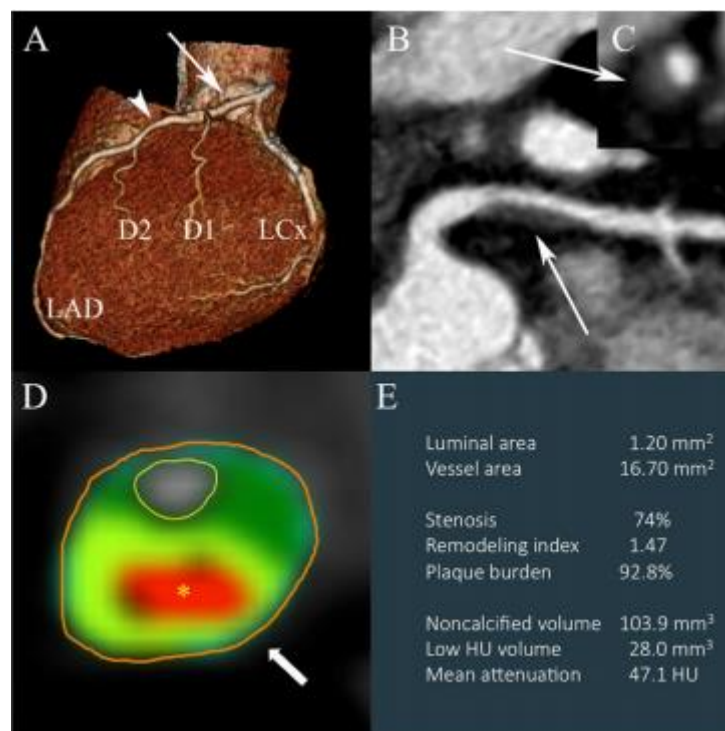 A
B
C
D2
D1
LCx
LAD
D
*
E
Luminal area 1.20 mm²
Vessel area 16.70 mm²
Stenosis 74%
Remodeling index 1.47
Plaque burden 92.8%
Noncalcified volume 103.9 mm³
Low HU volume 28.0 mm³
Mean attenuation 47.1 HU